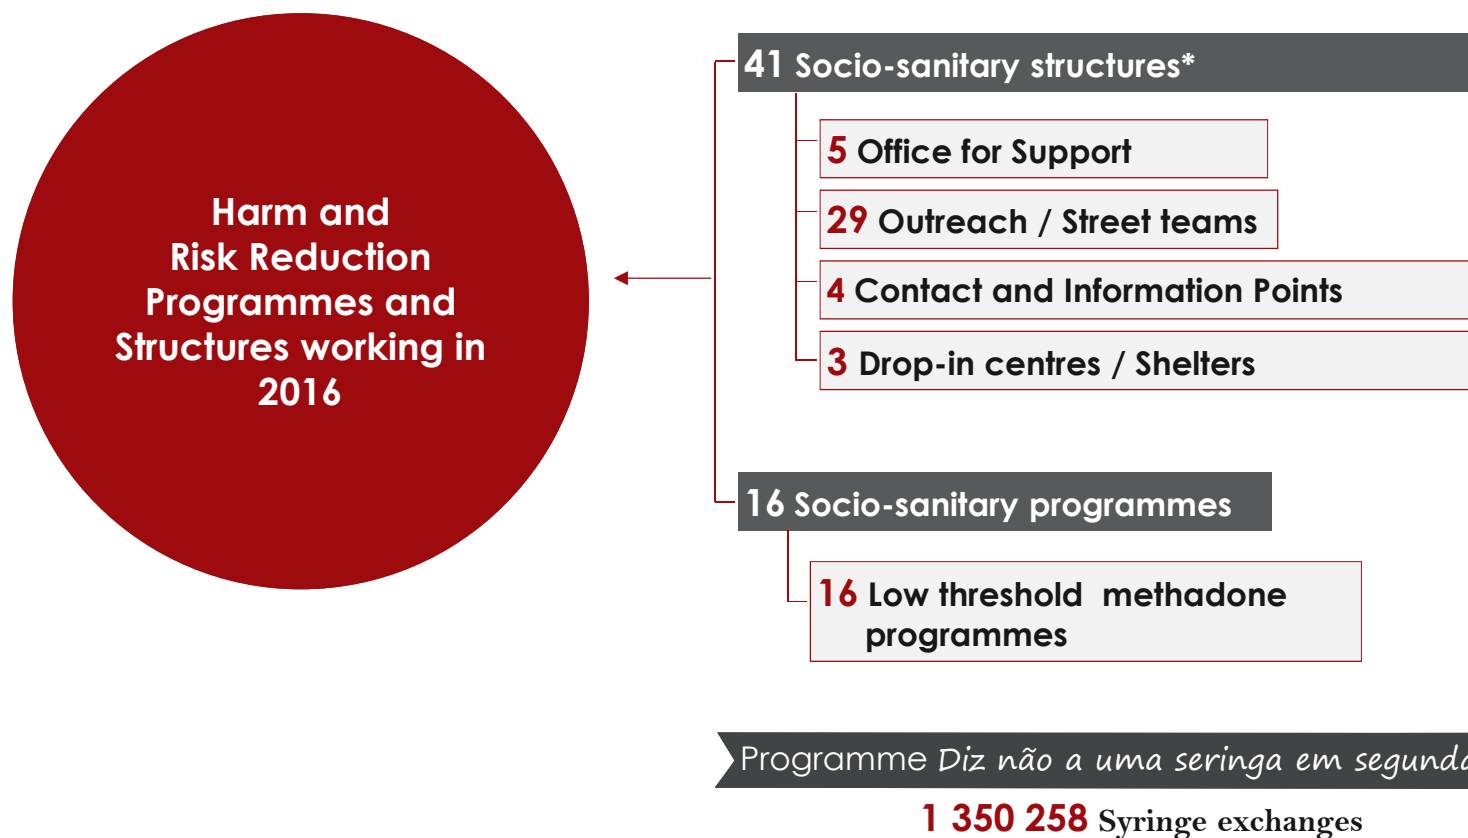 Harm and
Risk Reduction
Programmes and
Structures working in
2016
41 Socio-sanitary structures*
5 Office for Support
29 Outreach / Street teams
4 Contact and Information Points
3 Drop-in centres / Shelters
16 Socio-sanitary programmes
16 Low threshold methadone
programmes
Programme Diz não a uma seringa em segunda
1 350 258 Syringe exchanges